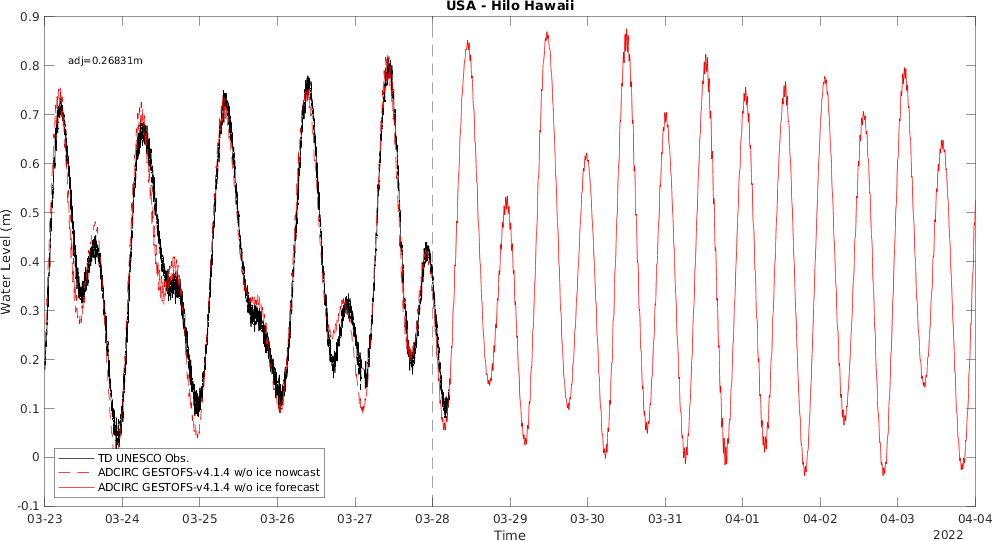 USA - Hilo Hawaii
0.9
0.8
0.7
0.6
0.5
0.4
0.3
0.2
0.1
0
-0.1
Water Level (m)
adj=0.26831m
TD UNESCO Obs.
ADCIRC GESTOFS-v4.1.4 w/o ice nowcast
ADCIRC GESTOFS-v4.1.4 w/o ice forecast
03-23 03-24 03-25 03-26 03-27 03-28 03-29 03-30 03-31 04-01 04-02 04-03 04-04
Time
2022